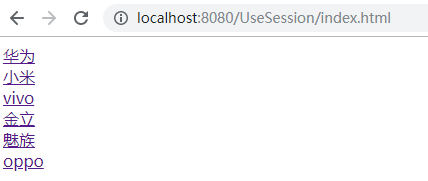 localhost:8080/UseSession/index.html
华为
小米
vivo
金立
魅族
oppo